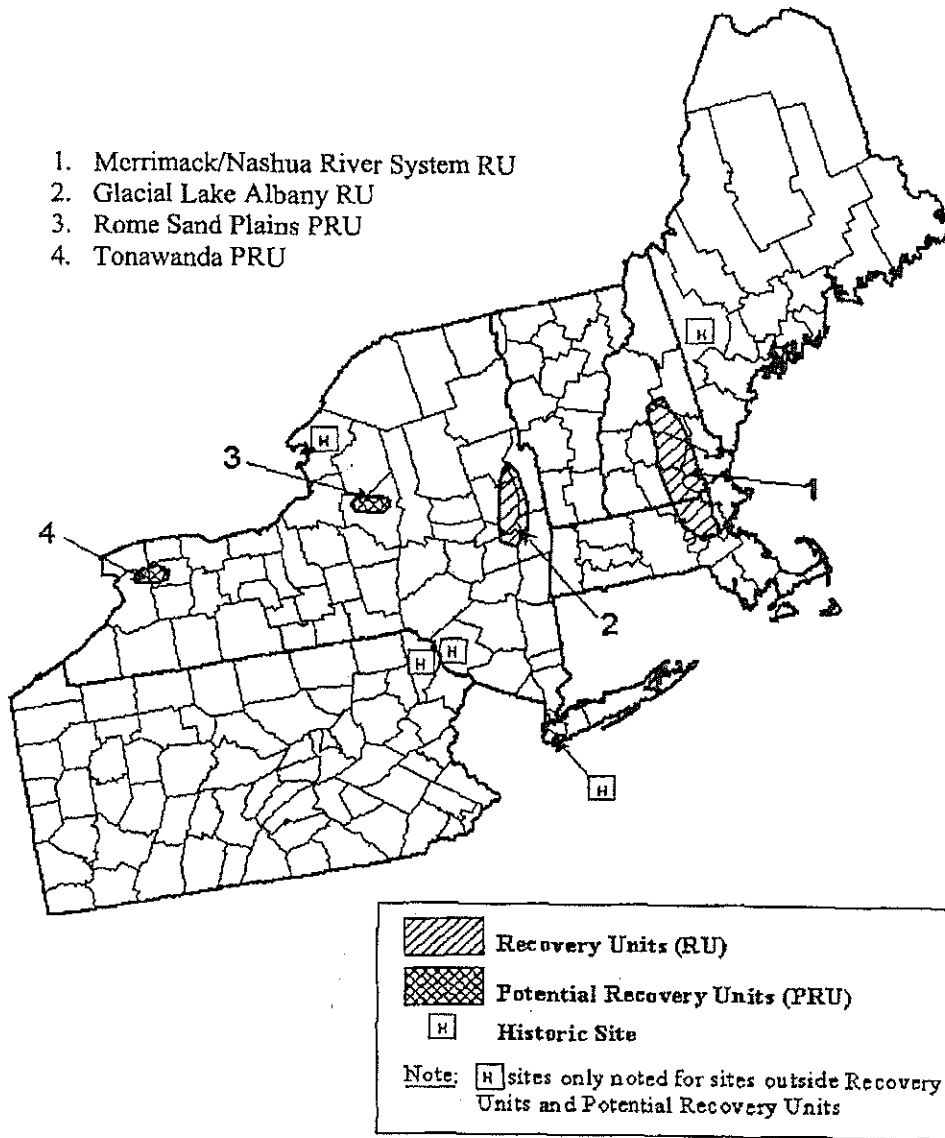 1. Merrimack/Nashua River System RU
2. Glacial Lake Albany RU
3. Rome Sand Plains PRU
4. Tonawanda PRU
H
H
3
1
4
2
H
H
H
Recovery Units (RU)
Potential Recovery Units (PRU)
H Historic Site
Note: H sites only noted for sites outside Recovery
Units and Potential Recovery Units